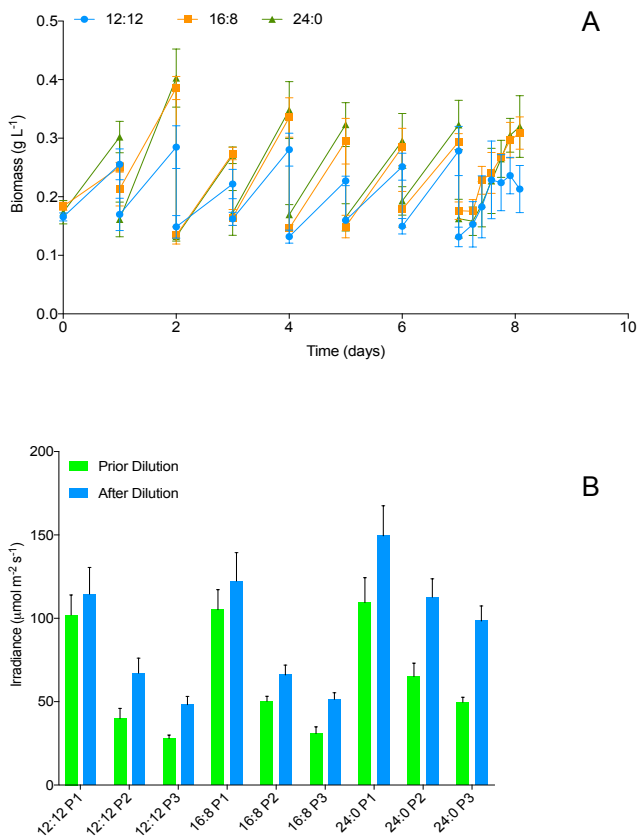 12:12 16:8 24:0
A
0.5
0.4
0.3
0.2
0.1
0.0
Biomass (g L⁻¹)
0 2 4 6 8 10
Time (days)
200
150
100
50
0
Irradiance (μmol m⁻² s⁻¹)
Prior Dilution
After Dilution
B
12:12 P1
12:12 P2
12:12 P3
16:8 P1
16:8 P2
16:8 P3
24:0 P1
24:0 P2
24:0 P3